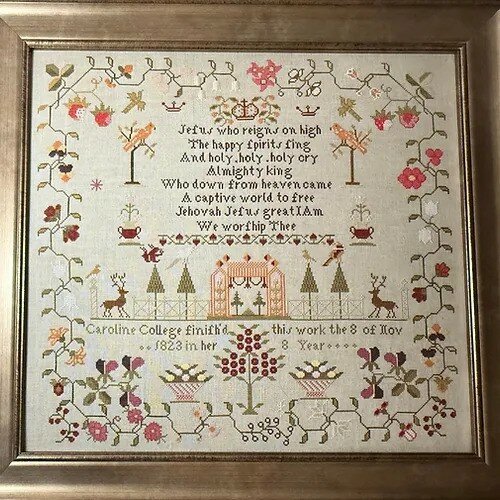 Jeſus who reigns on high
The happy ſpirits ſing
And holy, holy, holy cry
Almighty king
Who down from heaven came
A captive world to free
Jehovah Jeſus great I Am
We worſhip Thee
Caroline College finiſh'd this work the 8 of Nov
1823 in her 8 Year